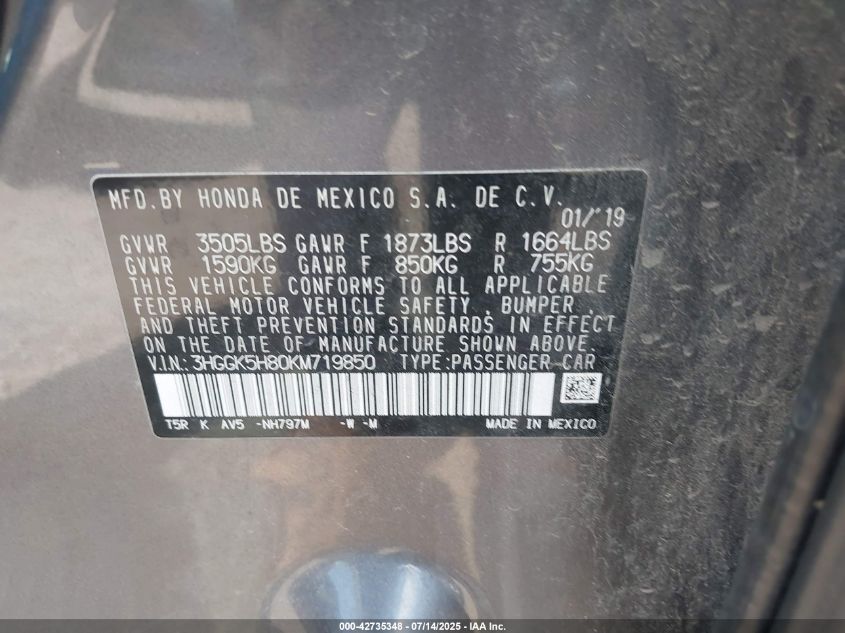 MFD.BY HONDA DE MEXICO S.A. DE C.V.
01/'19
GVWR 3505LBS GAWR F 1873LBS R 1664LBS
GVWR 1590KG GAWR F 850KG R 755KG
THIS VEHICLE CONFORMS TO ALL APPLICABLE
FEDERAL MOTOR VEHICLE SAFETY, BUMPER,
AND THEFT PREVENTION STANDARDS IN EFFECT
ON THE DATE OF MANUFACTURE SHOWN ABOVE.
V.I.N.: 3HGGK5H80KM719850 TYPE:PASSENGER CAR
T5R K AV5 -NH797M -W -M MADE IN MEXICO
000-42735348 - 07/14/2025 - IAA Inc.